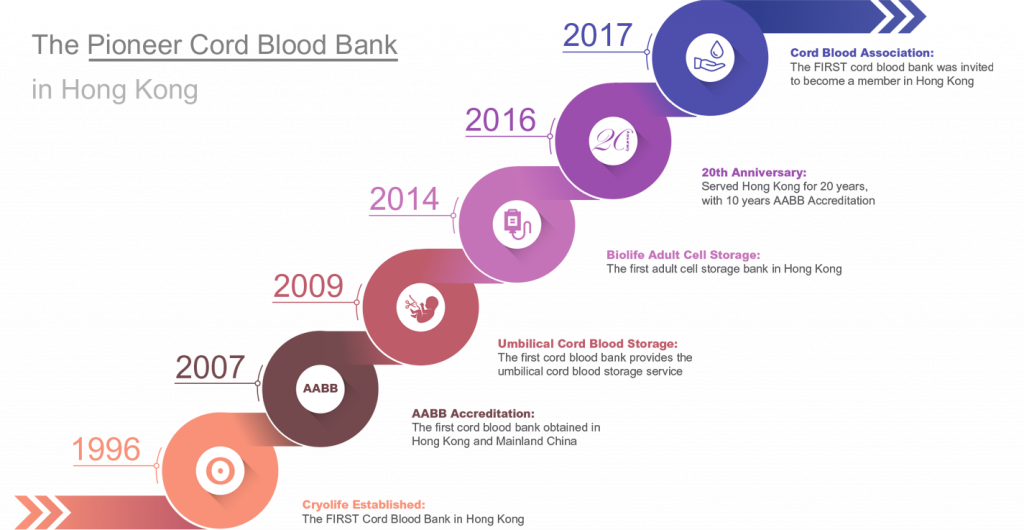 The Pioneer Cord Blood Bank
in Hong Kong
2017
Cord Blood Association:
The FIRST cord blood bank was invited
to become a member in Hong Kong
2016
20
20th Anniversary:
Served Hong Kong for 20 years,
with 10 years AABB Accreditation
2014
Biolife Adult Cell Storage:
The first adult cell storage bank in Hong Kong
2009
Umbilical Cord Blood Storage:
The first cord blood bank provides the
umbilical cord blood storage service
2007
AABB
AABB Accreditation:
The first cord blood bank obtained in
Hong Kong and Mainland China
1996
Cryolife Established:
The FIRST Cord Blood Bank in Hong Kong